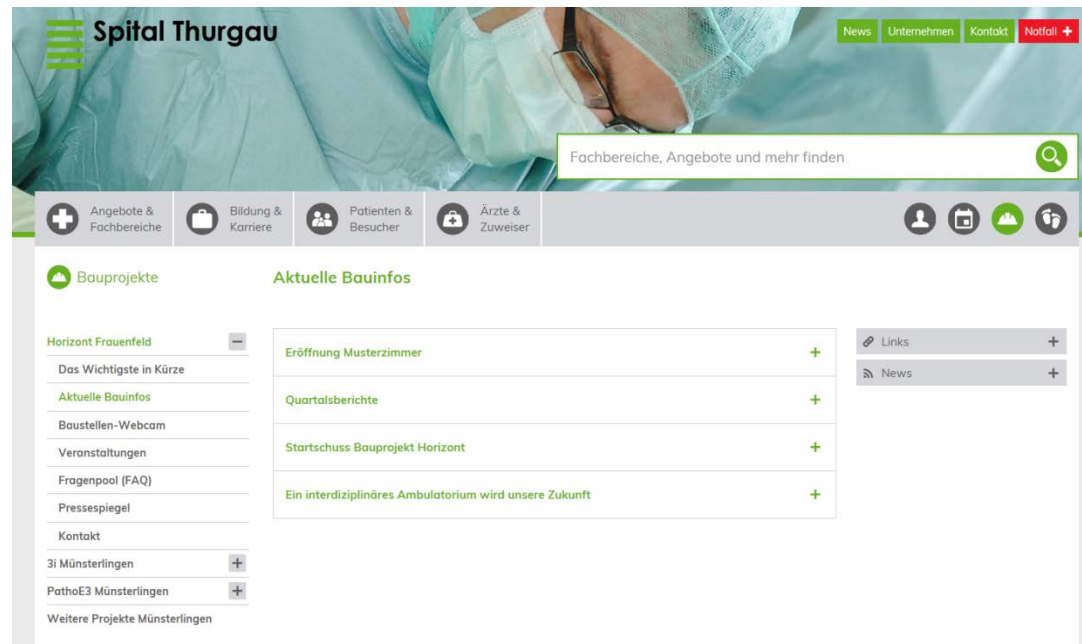 Spital Thurgau
News
Unternehmen
Kontakt
Notfall +
Fachbereiche, Angebote und mehr finden
Angebote &
Fachbereiche
Bildung &
Karriere
Patienten &
Besucher
Ärzte &
Zuweiser
Bauprojekte
Horizont Frauenfeld
Das Wichtigste in Kürze
Aktuelle Bauinfos
Baustellen-Webcam
Veranstaltungen
Fragenpool (FAQ)
Pressespiegel
Kontakt
3i Münsterlingen
PathoE3 Münsterlingen
Weitere Projekte Münsterlingen
Aktuelle Bauinfos
Eröffnung Musterzimmer
Quartalsberichte
Startschuss Bauprojekt Horizont
Ein interdiziplinäres Ambulatorium wird unsere Zukunft
Links
News